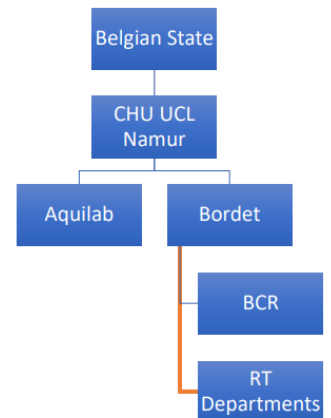 Belgian State
CHU UCL
Namur
Aquilab
Bordet
BCR
RT
Departments